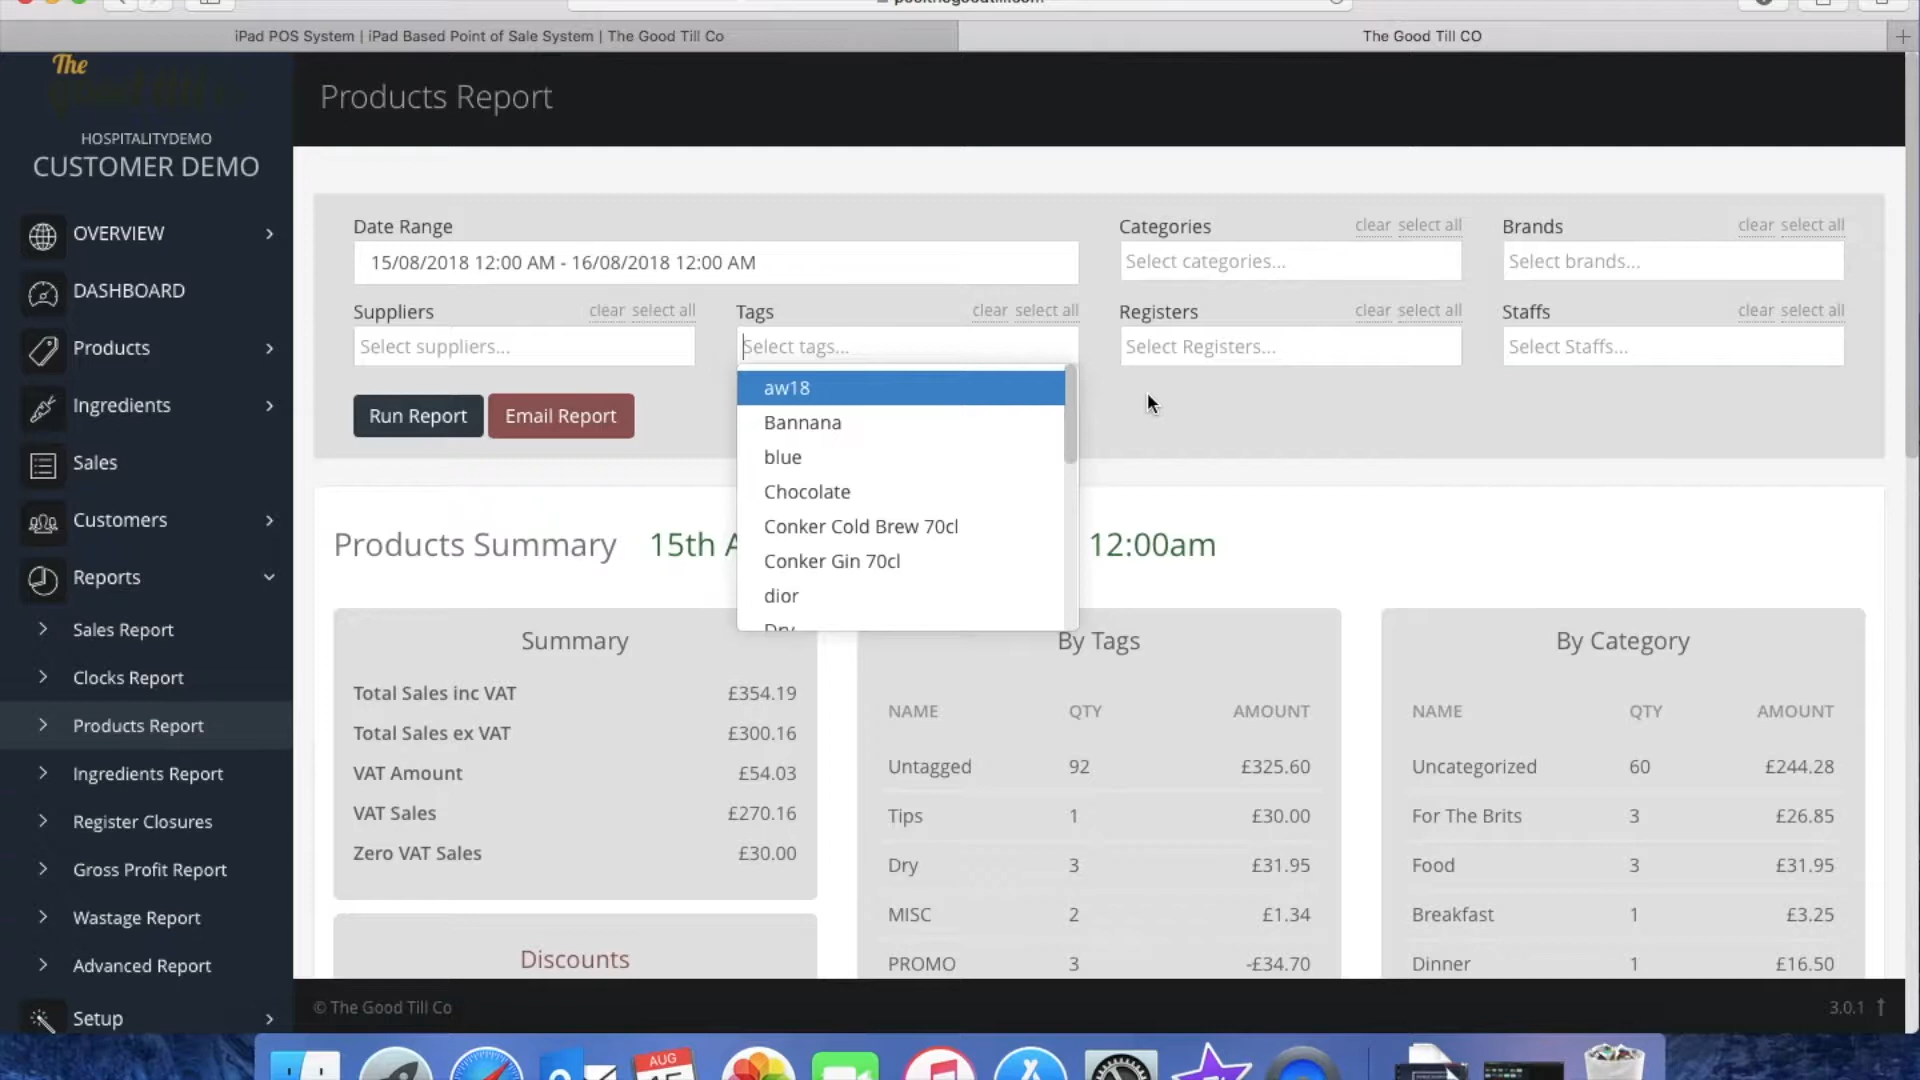 iPad POS System | iPad Based Point of Sale System | The Good Till Co
The Good Till CO
The
good till co
HOSPITALITYDEMO
CUSTOMER DEMO
OVERVIEW
DASHBOARD
Products
Ingredients
Sales
Customers
Reports
Sales Report
Clocks Report
Products Report
Ingredients Report
Register Closures
Gross Profit Report
Wastage Report
Advanced Report
Setup
Products Report
Date Range
15/08/2018 12:00 AM - 16/08/2018 12:00 AM
Categories clear select all
Select categories...
Brands clear select all
Select brands...
Suppliers clear select all
Select suppliers...
Tags clear select all
Select tags...
Registers clear select all
Select Registers...
Staffs clear select all
Select Staffs...
Run Report
Email Report
aw18
Bannana
blue
Chocolate
Conker Cold Brew 70cl
Conker Gin 70cl
dior
Dry
Products Summary 15th A 12:00am
Summary
Total Sales inc VAT £354.19
Total Sales ex VAT £300.16
VAT Amount £54.03
VAT Sales £270.16
Zero VAT Sales £30.00
Discounts
By Tags
NAME QTY AMOUNT
Untagged 92 £325.60
Tips 1 £30.00
Dry 3 £31.95
MISC 2 £1.34
PROMO 3 -£34.70
By Category
NAME QTY AMOUNT
Uncategorized 60 £244.28
For The Brits 3 £26.85
Food 3 £31.95
Breakfast 1 £3.25
Dinner 1 £16.50
© The Good Till Co
3.0.1
AUG